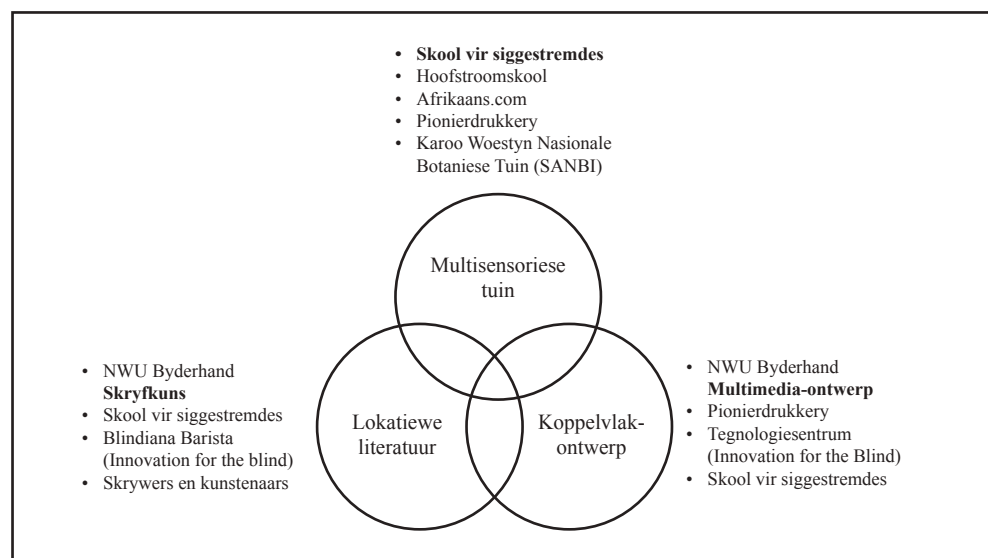 • Skool vir siggestremdes
• Hoofstroomskool
• Afrikaans.com
• Pionierdrukkery
• Karoo Woestyn Nasionale
Botaniese Tuin (SANBI)
Multisensoriese
tuin
• NWU Byderhand
Skryfkuns
• Skool vir siggestremdes
• Blindiana Barista
(Innovation for the blind)
• Skrywers en kunstenaars
Lokatiewe
literatuur
Koppelvlak-
ontwerp
• NWU Byderhand
Multimedia-ontwerp
• Pionierdrukkery
• Tegnologiesentrum
(Innovation for the Blind)
• Skool vir siggestremdes